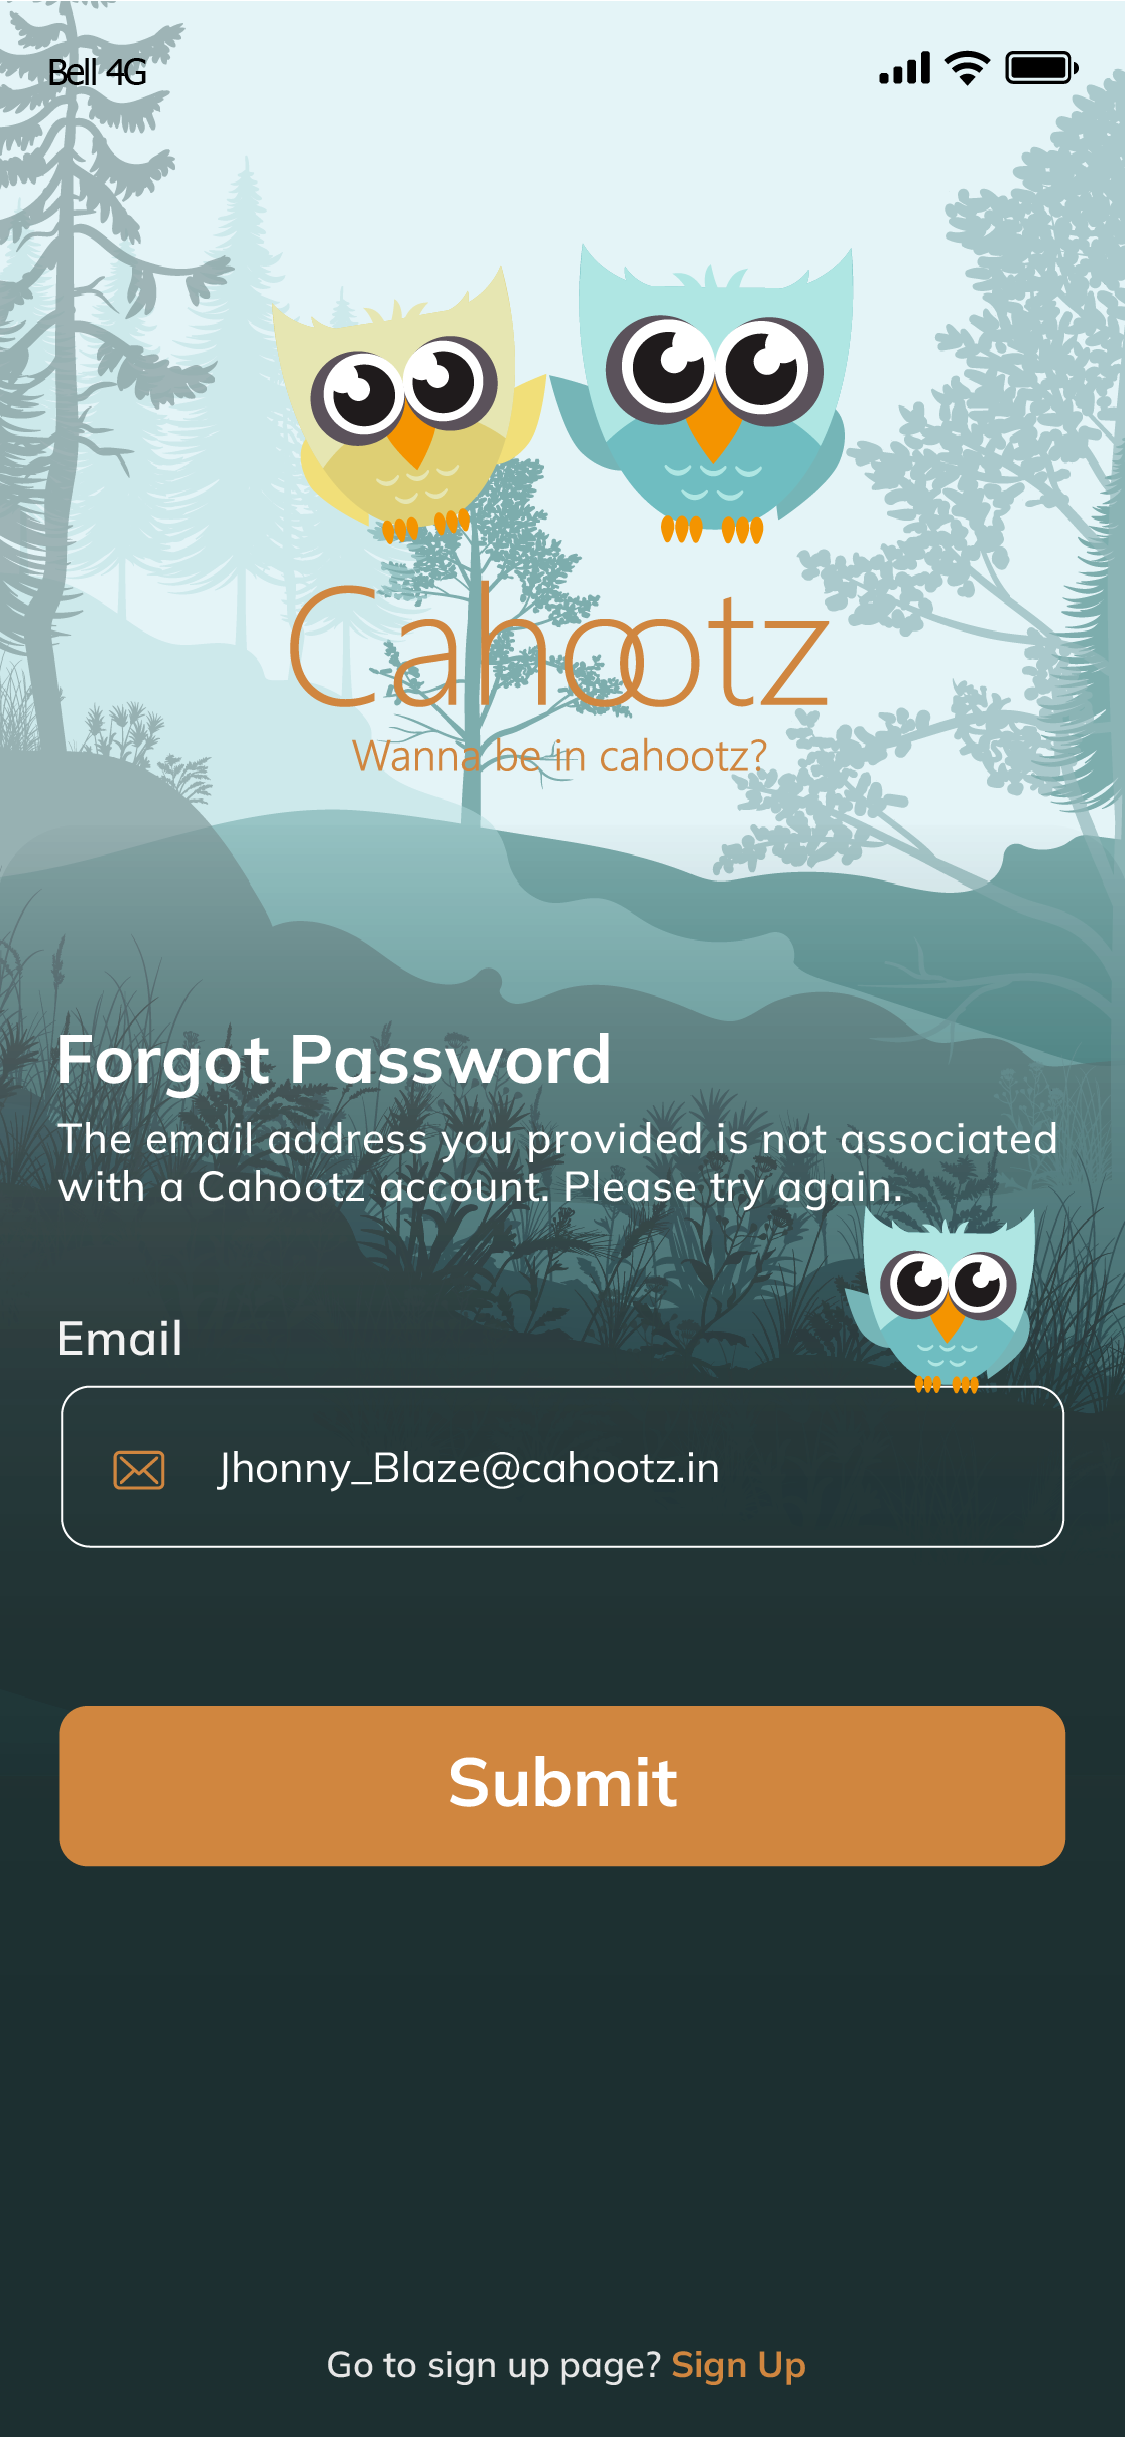 Bell 4G
Cahootz
Wanna be in cahootz?
Forgot Password
The email address you provided is not associated
with a Cahootz account. Please try again.
Email
Jhonny_Blaze@cahootz.in
Submit
Go to sign up page? Sign Up